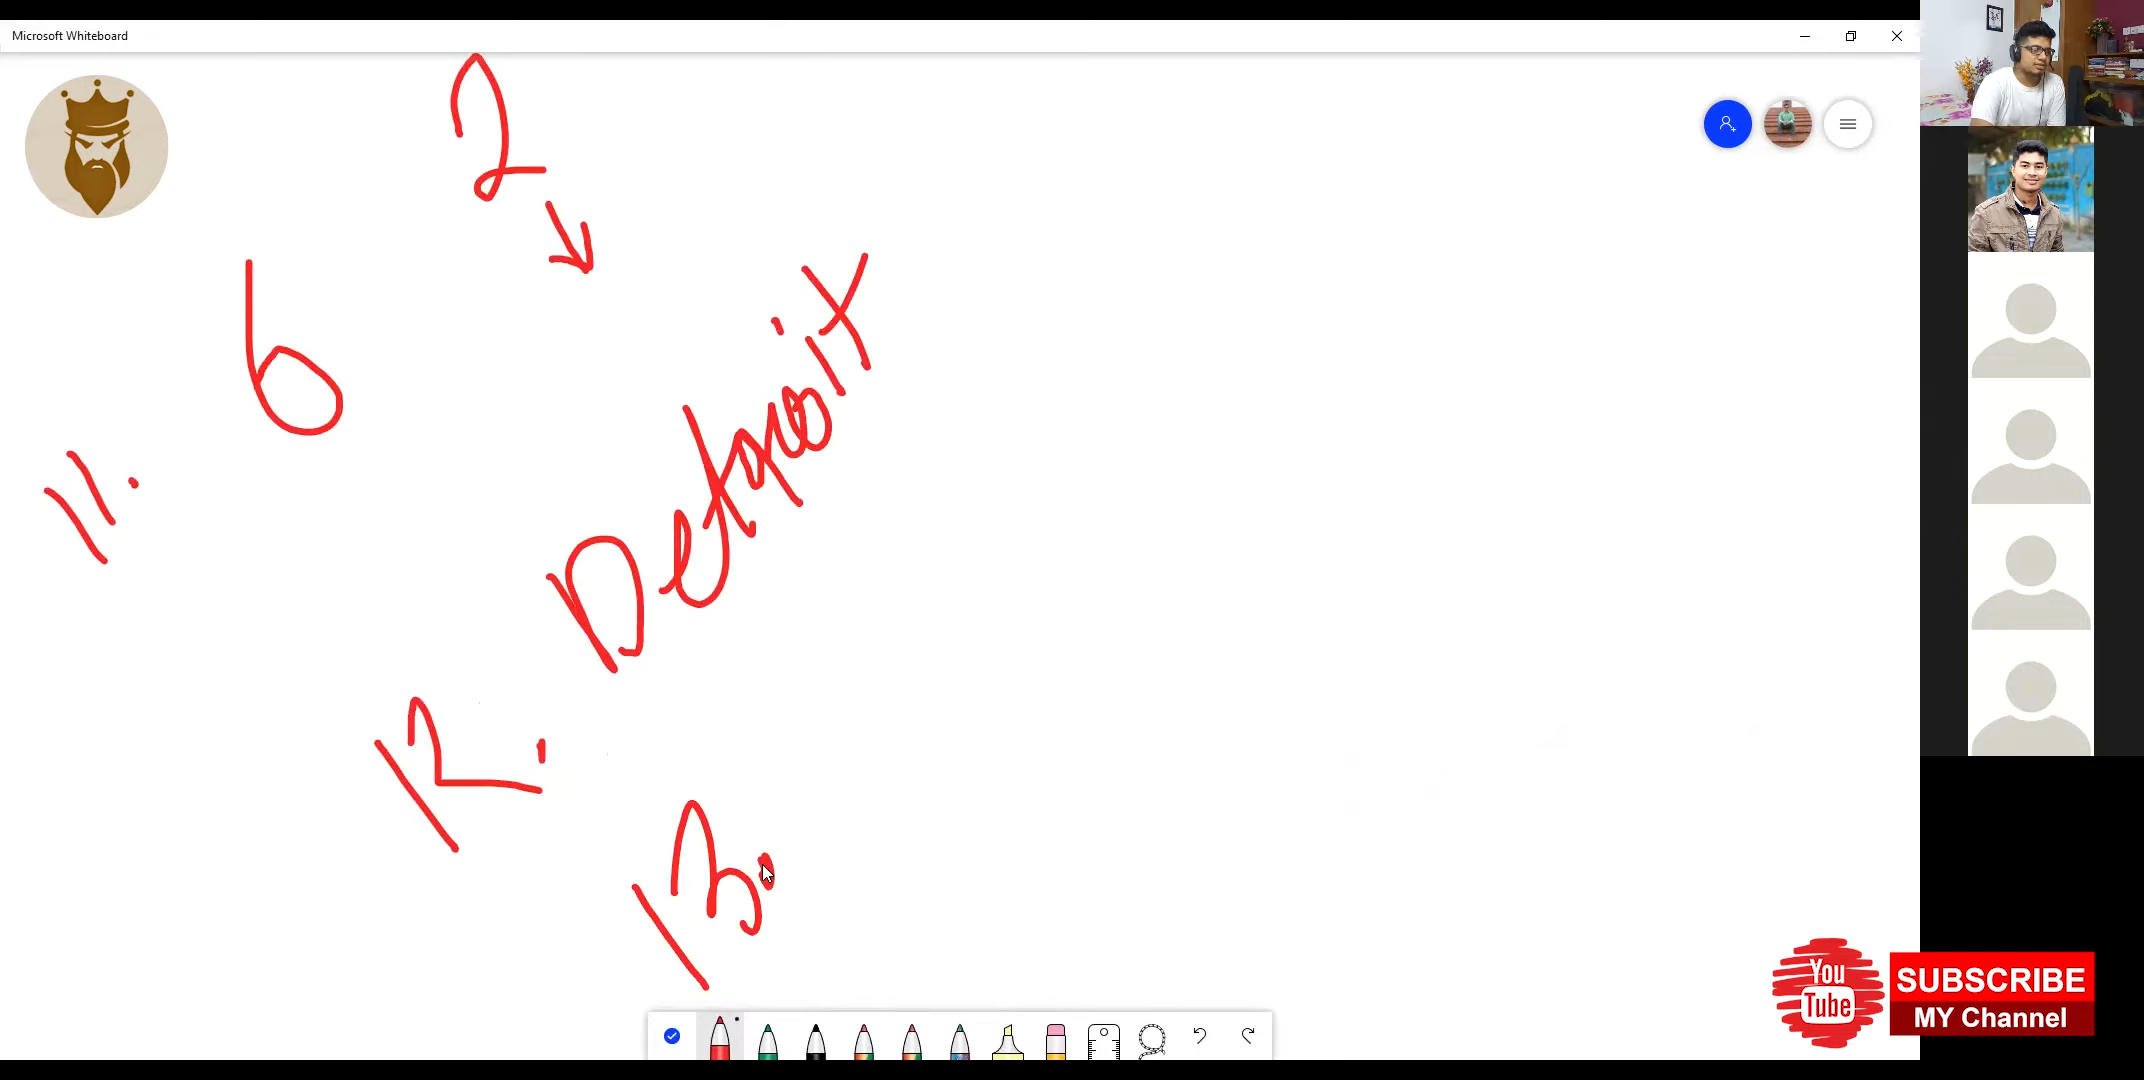 Microsoft Whiteboard
2
6
11.
Detroit
12.
13.
You
Tube
SUBSCRIBE
MY Channel